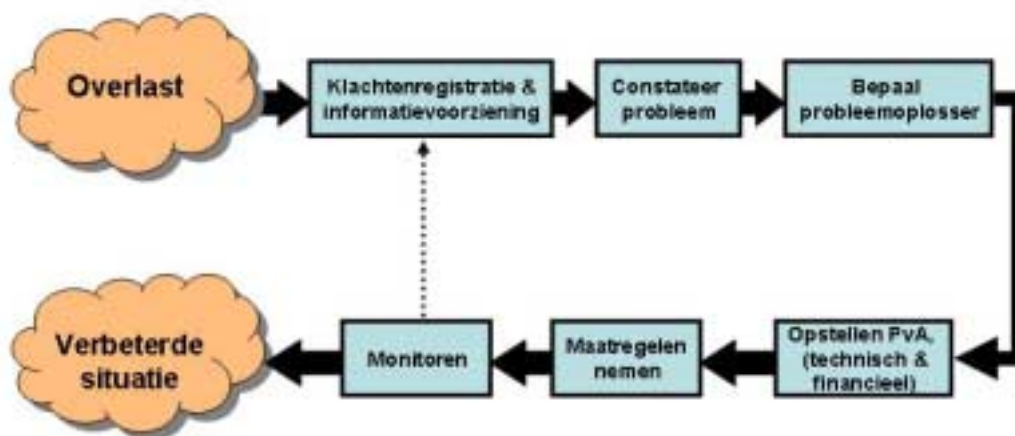 Overlast
Klachtenregistratie &
informatievoorziening
Constateer
probleem
Bepaal
probleemoplosser
Opstellen PvA,
(technisch &
financieel)
Maatregelen
nemen
Monitoren
Verbeterde
situatie